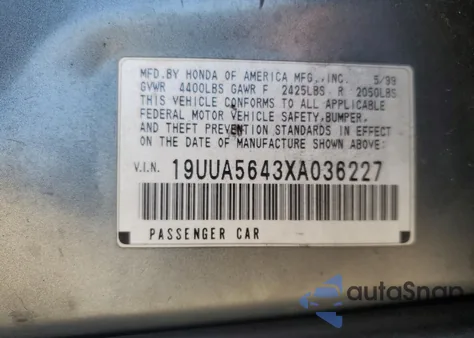 MFD.BY HONDA OF AMERICA MFG.,INC. 5/99
GVWR 4400LBS GAWR F 2425LBS R 2050LBS
THIS VEHICLE CONFORMS TO ALL APPLICABLE
FEDERAL MOTOR VEHICLE SAFETY, BUMPER,
AND THEFT PREVENTION STANDARDS IN EFFECT
ON THE DATE OF MANUFACTURE SHOWN ABOVE.
V.I.N. 19UUA5643XA036227
PASSENGER CAR
autoSnap